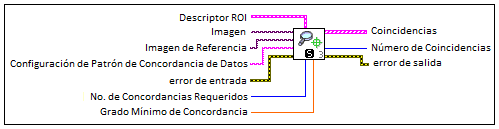 Descriptor ROI
Imagen
Imagen de Referencia
Configuración de Patrón de Concordancia de Datos
error de entrada
No. de Concordancias Requeridos
Grado Mínimo de Concordancia
S 3
Coincidencias
Número de Coincidencias
error de salida